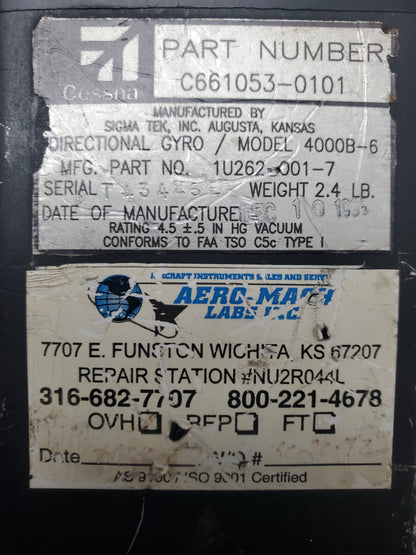 Cessna
PART NUMBER
C661053-0101
MANUFACTURED BY
SIGMA TEK, INC. AUGUSTA, KANSAS
DIRECTIONAL GYRO / MODEL 4000B-6
MFG. PART NO. 1U262-001-7
SERIAL WEIGHT 2.4 LB.
DATE OF MANUFACTURE DEC 10
RATING 4.5 ±.5 IN HG VACUUM
CONFORMS TO FAA TSO C5c TYPE I
AIRCRAFT INSTRUMENTS SALES AND
AERO-MACH
LABS INC
7707 E. FUNSTON WICHITA, KS 67207
REPAIR STATION #NU2R044L
316-682-7707 800-221-4678
OVH REP FT
Date #
AS 9100 / ISO 9001 Certified